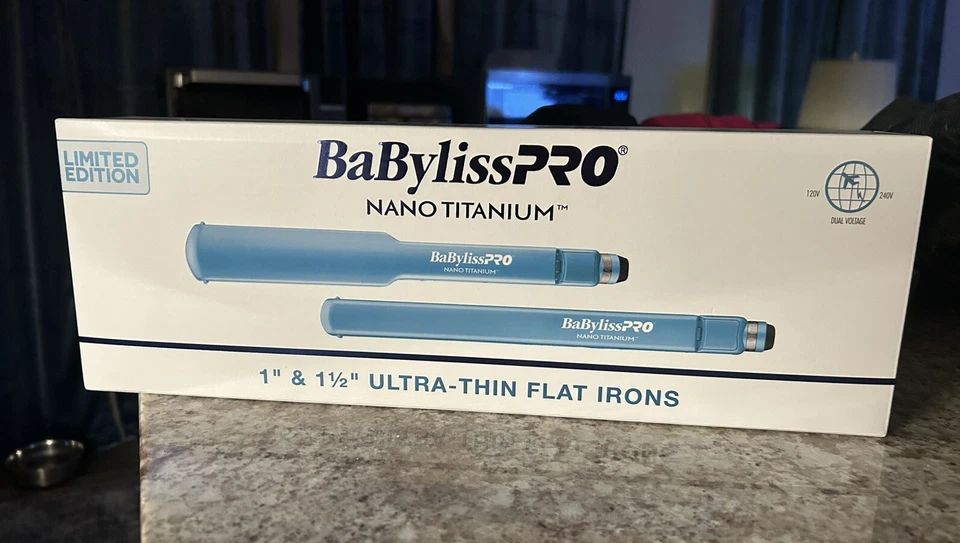 LIMITED
EDITION
BaBylissPRO®
NANO TITANIUM™
120V
240V
DUAL VOLTAGE
BaBylissPRO
NANO TITANIUM™
BaBylissPRO
NANO TITANIUM™
1" & 1½" ULTRA-THIN FLAT IRONS